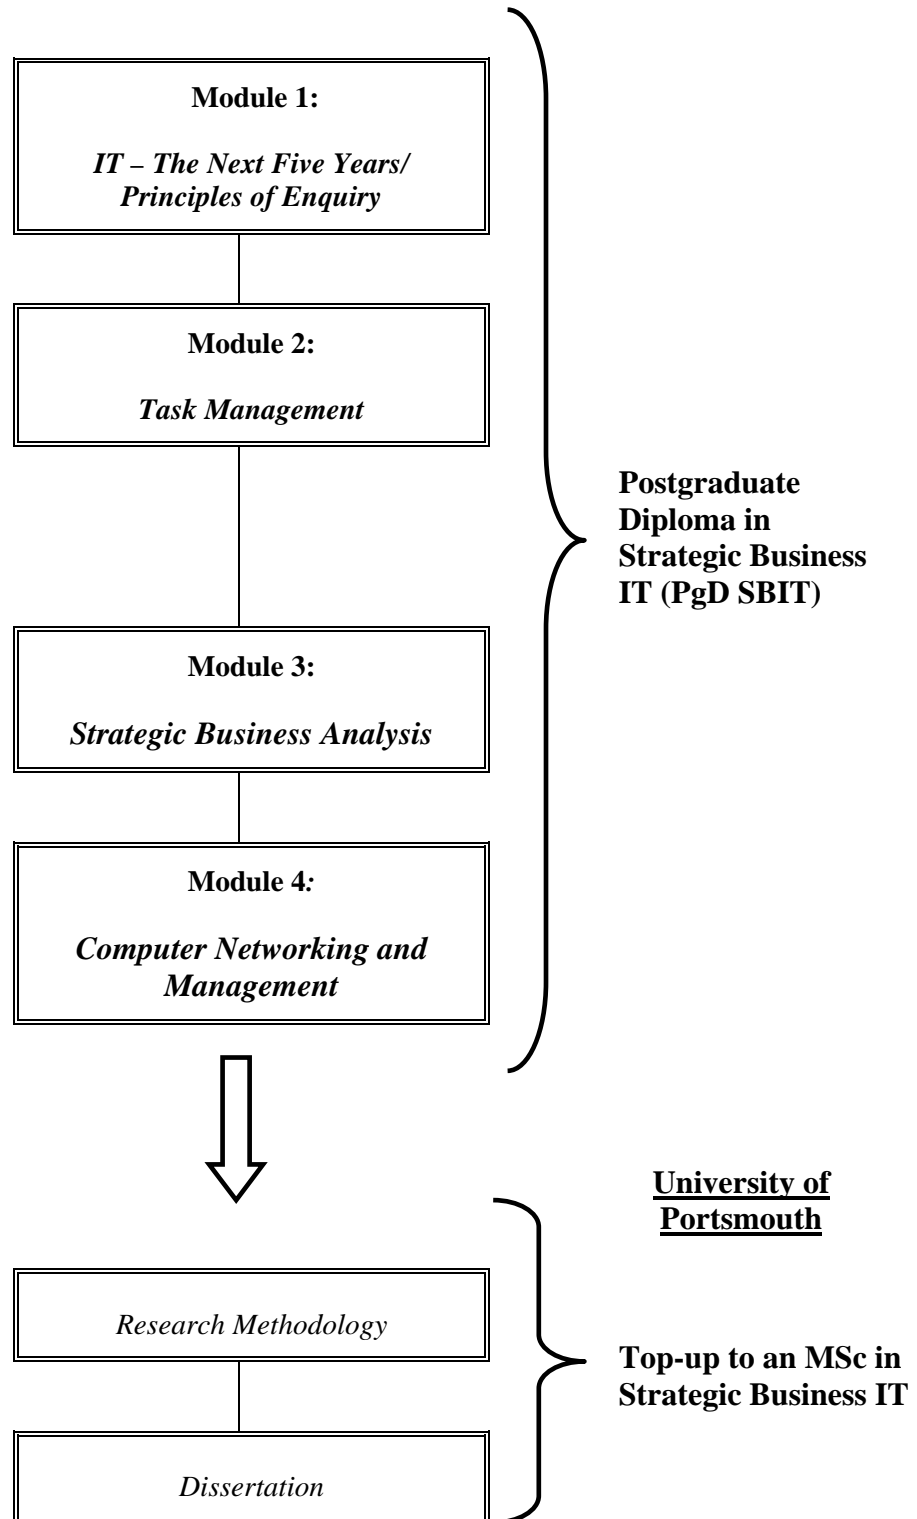 Module 1:
IT – The Next Five Years/
Principles of Enquiry
Module 2:
Task Management
Postgraduate
Diploma in
Strategic Business
IT (PgD SBIT)
Module 3:
Strategic Business Analysis
Module 4:
Computer Networking and
Management
University of
Portsmouth
Research Methodology
Top-up to an MSc in
Strategic Business IT
Dissertation